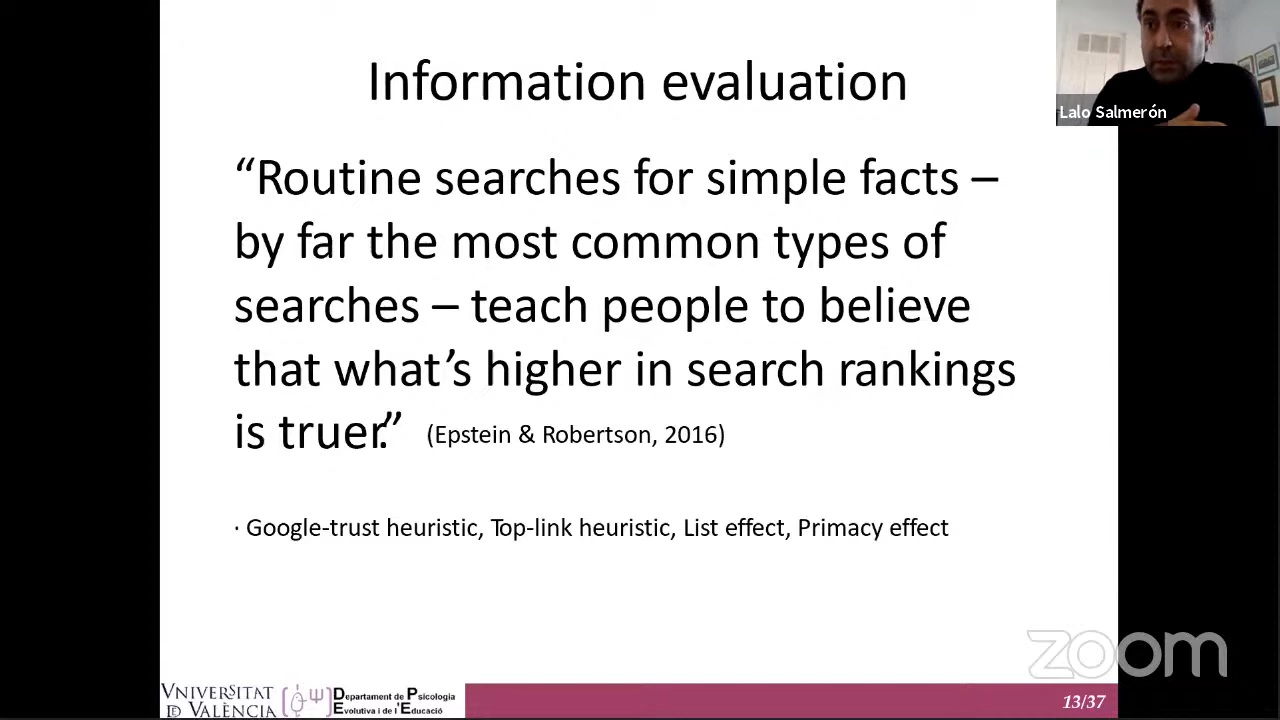 Information evaluation
Lalo Salmerón
“Routine searches for simple facts –
by far the most common types of
searches – teach people to believe
that what’s higher in search rankings
is truer.” (Epstein & Robertson, 2016)
· Google-trust heuristic, Top-link heuristic, List effect, Primacy effect
zoom
VNIVERSITAT
DE VALÈNCIA
Departament de Psicologia
Evolutiva i de l'Educació
13/37